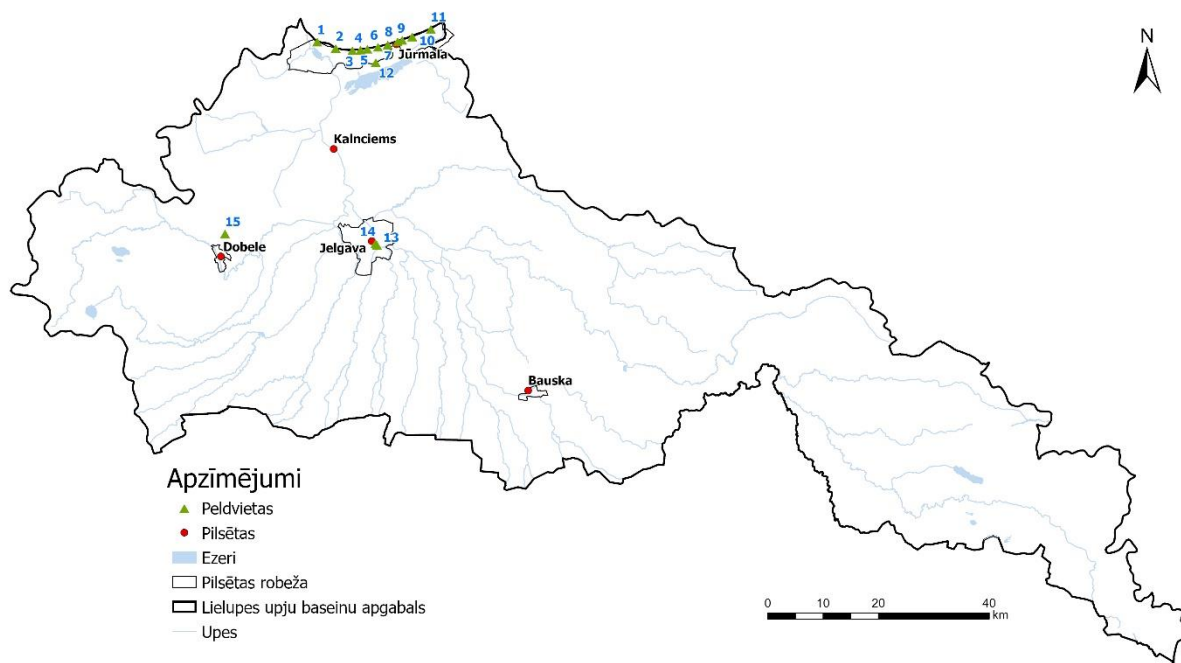 1
2
3
4
5
6
7
8
9
10
11
12
Jūrmala
N
Kalnciems
15
Dobele
14
13
Jelgava
Bauska
Apzīmējumi
Peldvietas
Pilsētas
Ezeri
Pilsētas robeža
Lielupes upju baseinu apgabals
Upes
0 10 20 40
km